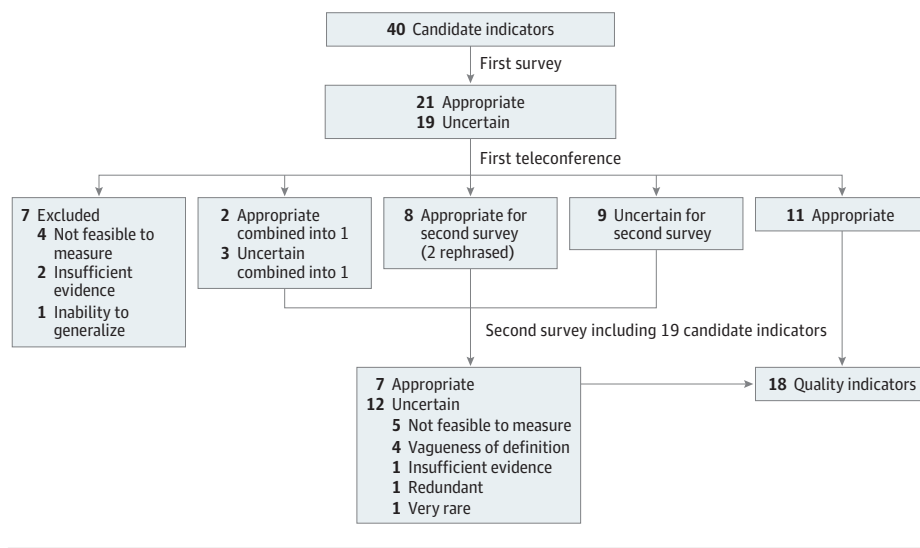 40 Candidate indicators
First survey
21 Appropriate
19 Uncertain
First teleconference
7 Excluded
4 Not feasible to
measure
2 Insufficient
evidence
1 Inability to
generalize
2 Appropriate
combined into 1
3 Uncertain
combined into 1
8 Appropriate for
second survey
(2 rephrased)
9 Uncertain for
second survey
11 Appropriate
Second survey including 19 candidate indicators
7 Appropriate
12 Uncertain
5 Not feasible to measure
4 Vagueness of definition
1 Insufficient evidence
1 Redundant
1 Very rare
18 Quality indicators